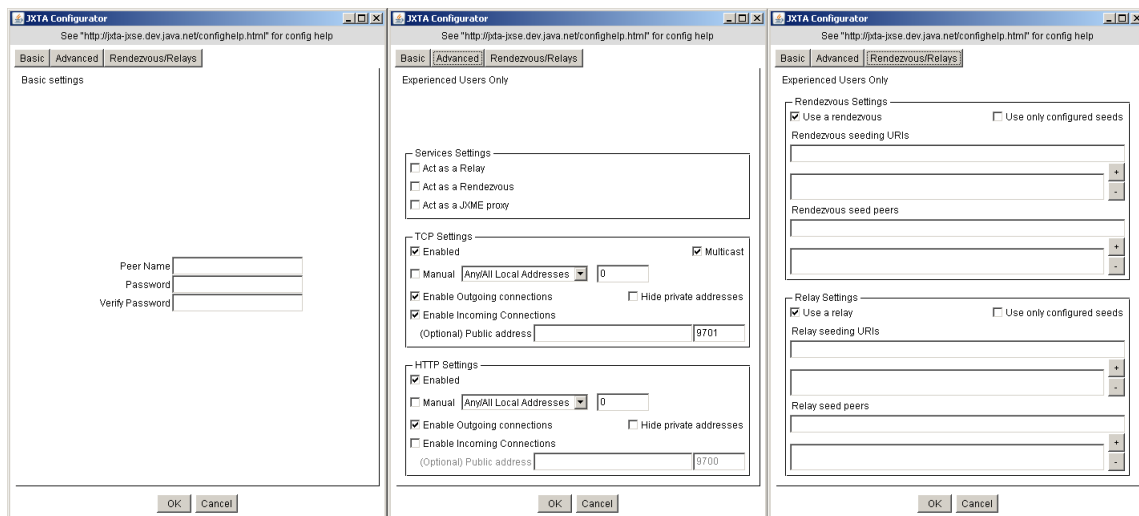 JXTA Configurator
See "http://jxta-jxse.dev.java.net/confighelp.html" for config help
Basic Advanced Rendezvous/Relays
Basic settings
Peer Name
Password
Verify Password
OK Cancel
JXTA Configurator
See "http://jxta-jxse.dev.java.net/confighelp.html" for config help
Basic Advanced Rendezvous/Relays
Experienced Users Only
Services Settings
Act as a Relay
Act as a Rendezvous
Act as a JXME proxy
TCP Settings
Enabled Multicast
Manual Any/All Local Addresses 0
Enable Outgoing connections Hide private addresses
Enable Incoming Connections
(Optional) Public address 9701
HTTP Settings
Enabled
Manual Any/All Local Addresses 0
Enable Outgoing connections Hide private addresses
Enable Incoming Connections
(Optional) Public address 9700
OK Cancel
JXTA Configurator
See "http://jxta-jxse.dev.java.net/confighelp.html" for config help
Basic Advanced Rendezvous/Relays
Experienced Users Only
Rendezvous Settings
Use a rendezvous Use only configured seeds
Rendezvous seeding URIs
+
-
Rendezvous seed peers
+
-
Relay Settings
Use a relay Use only configured seeds
Relay seeding URIs
+
-
Relay seed peers
+
-
OK Cancel